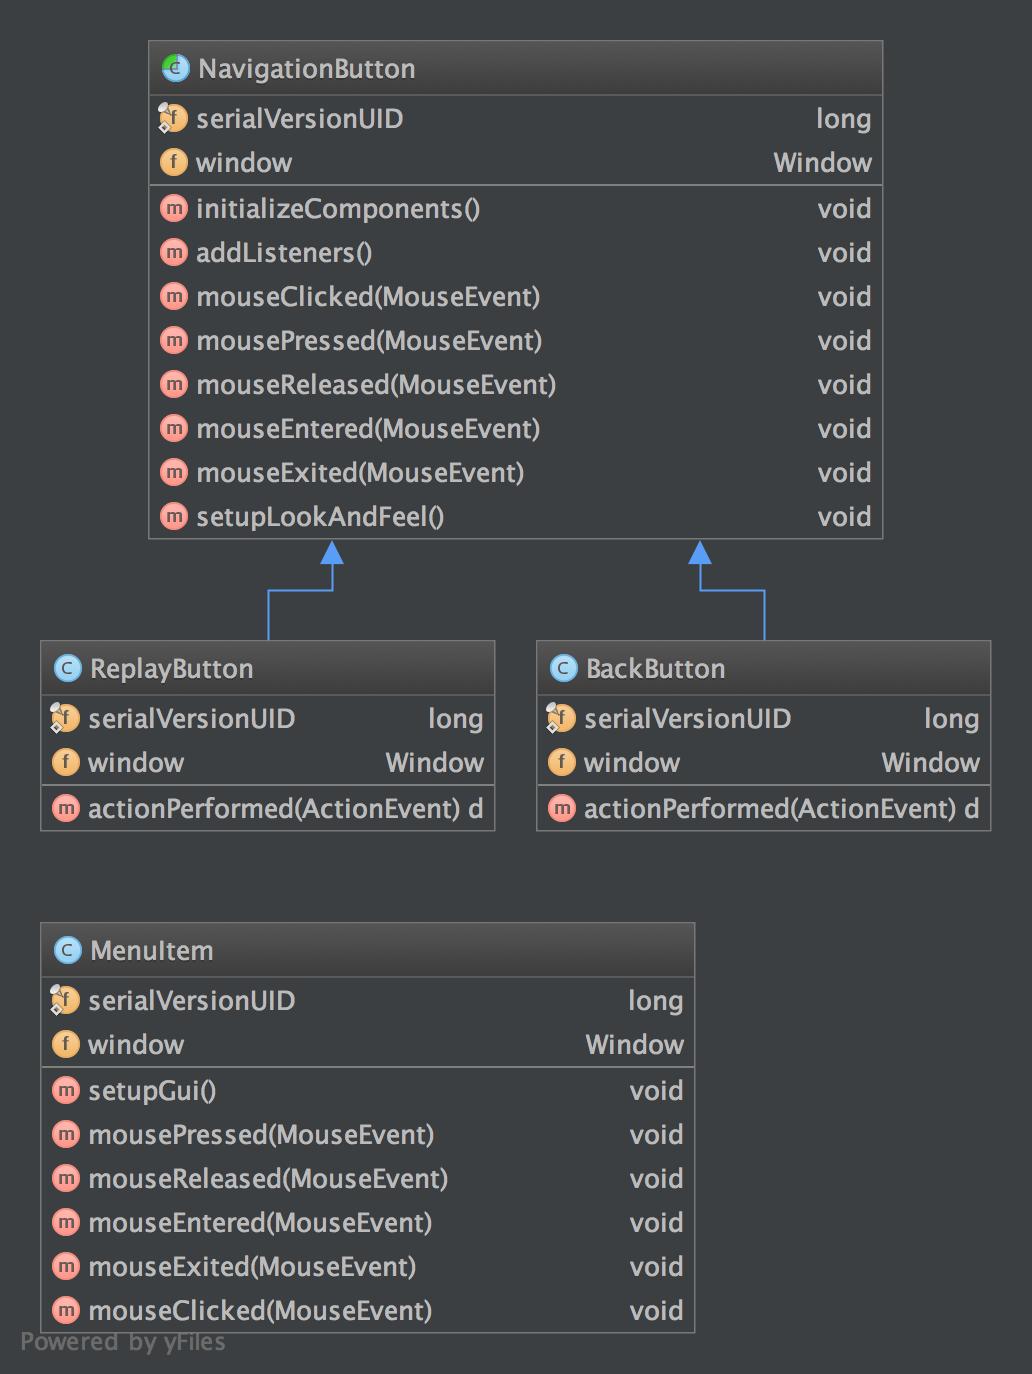 NavigationButton
serialVersionUID long
window Window
initializeComponents() void
addListeners() void
mouseClicked(MouseEvent) void
mousePressed(MouseEvent) void
mouseReleased(MouseEvent) void
mouseEntered(MouseEvent) void
mouseExited(MouseEvent) void
setupLookAndFeel() void
ReplayButton
serialVersionUID long
window Window
actionPerformed(ActionEvent) d
BackButton
serialVersionUID long
window Window
actionPerformed(ActionEvent) d
MenuItem
serialVersionUID long
window Window
setupGui() void
mousePressed(MouseEvent) void
mouseReleased(MouseEvent) void
mouseEntered(MouseEvent) void
mouseExited(MouseEvent) void
mouseClicked(MouseEvent) void
Powered by yFiles